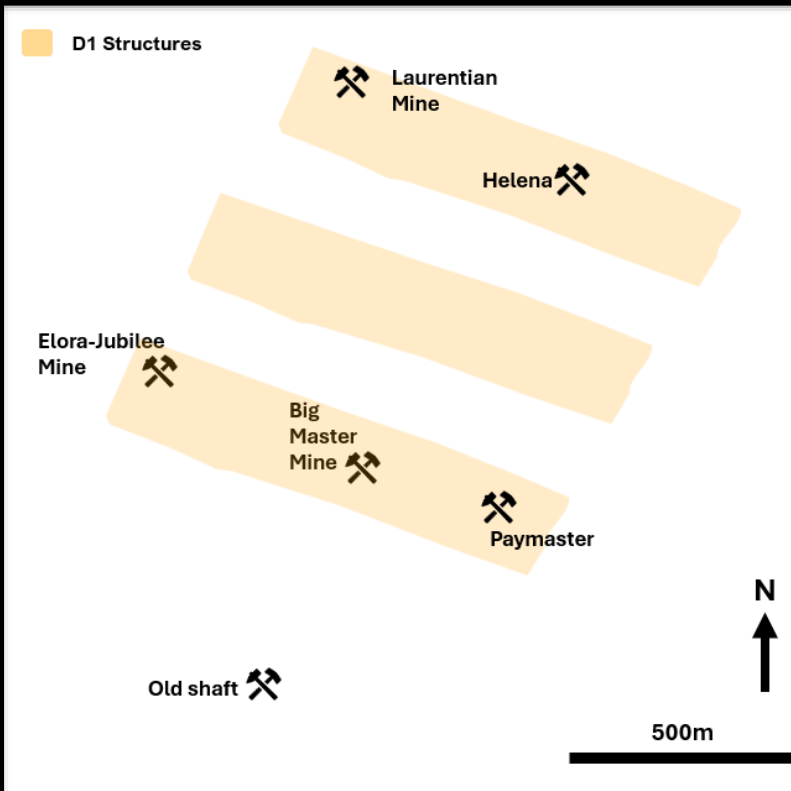 D1 Structures
Laurentian
Mine
Helena
Elora-Jubilee
Mine
Big
Master
Mine
Paymaster
N
Old shaft
500m